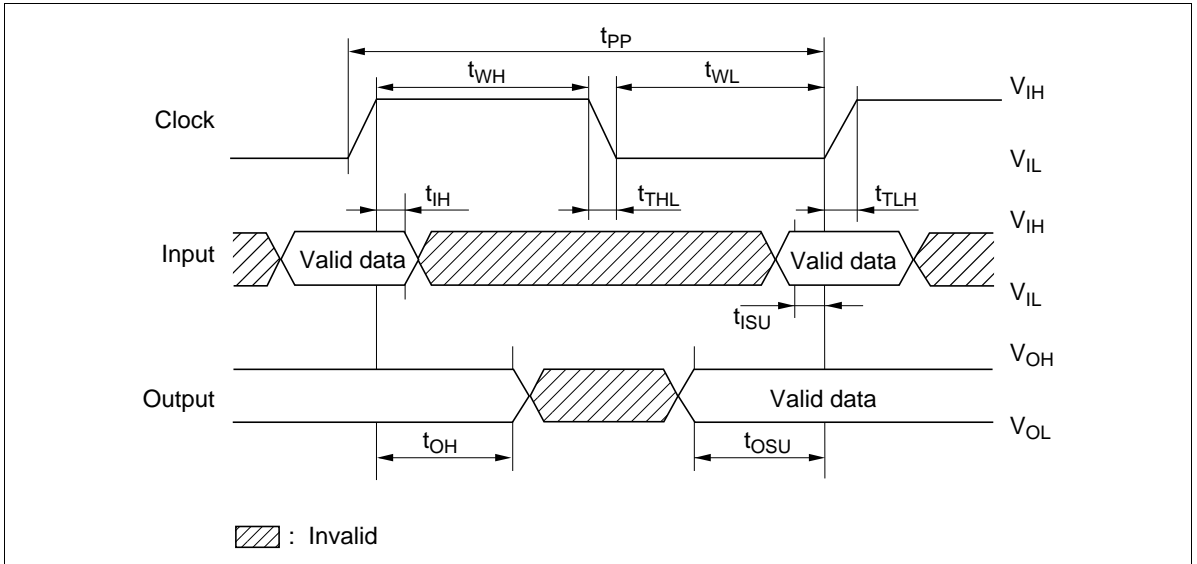 tPP
tWH tWL
Clock VIH
VIL
tIH tTHL tTLH
VIH
Input Valid data Valid data
VIL
tISU
VOH
Output Valid data
VOL
tOH tOSU
: Invalid